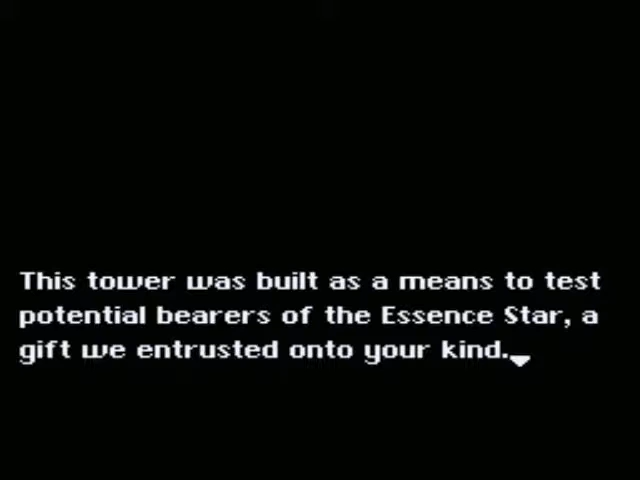 This tower was built as a means to test
potential bearers of the Essence Star, a
gift we entrusted onto your kind.